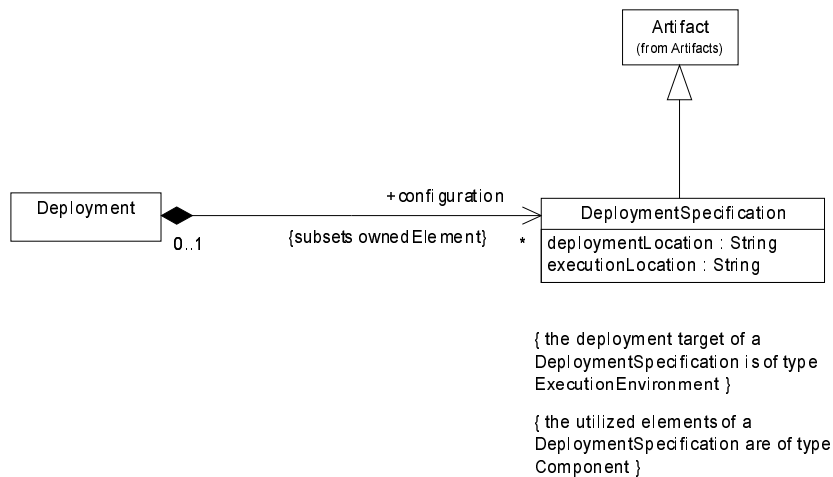 Artifact
(from Artifacts)
+configuration
Deployment
DeploymentSpecification
0..1
{subsets ownedElement}
*
deploymentLocation : String
executionLocation : String
{ the deployment target of a
DeploymentSpecification is of type
ExecutionEnvironment }
{ the utilized elements of a
DeploymentSpecification are of type
Component }